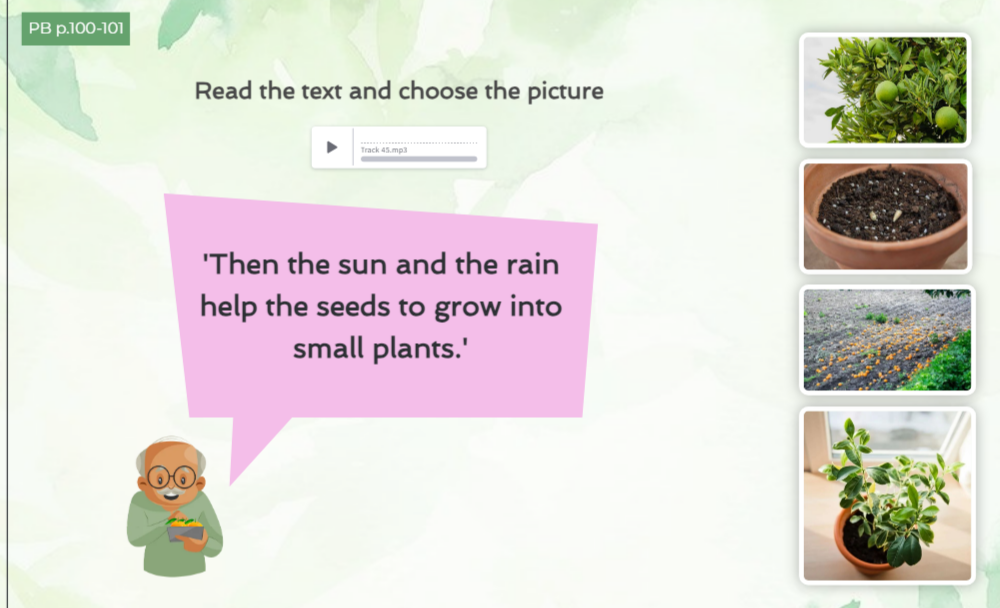 PB p.100-101
Read the text and choose the picture
Track 45.mp3
'Then the sun and the rain
help the seeds to grow into
small plants.'